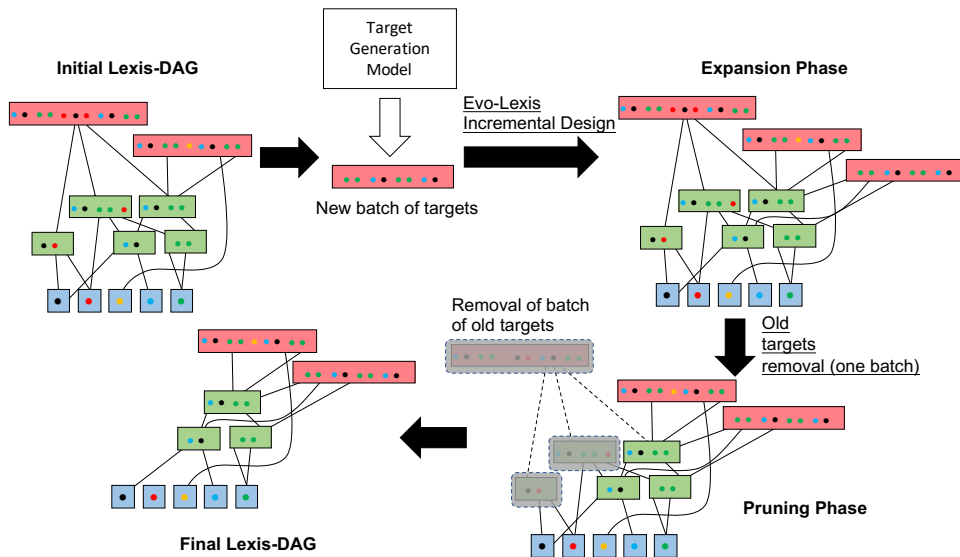 Target
Generation
Model
Initial Lexis-DAG
Expansion Phase
Evo-Lexis
Incremental Design
New batch of targets
Removal of batch
of old targets
Old
targets
removal (one batch)
Final Lexis-DAG
Pruning Phase